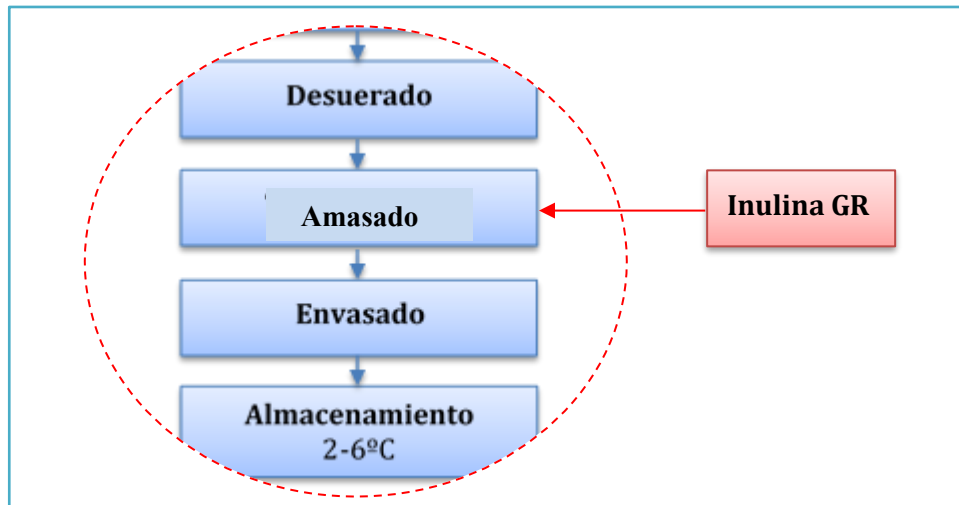 Desuerado
Amasado
Inulina GR
Envasado
Almacenamiento
2-6ºC